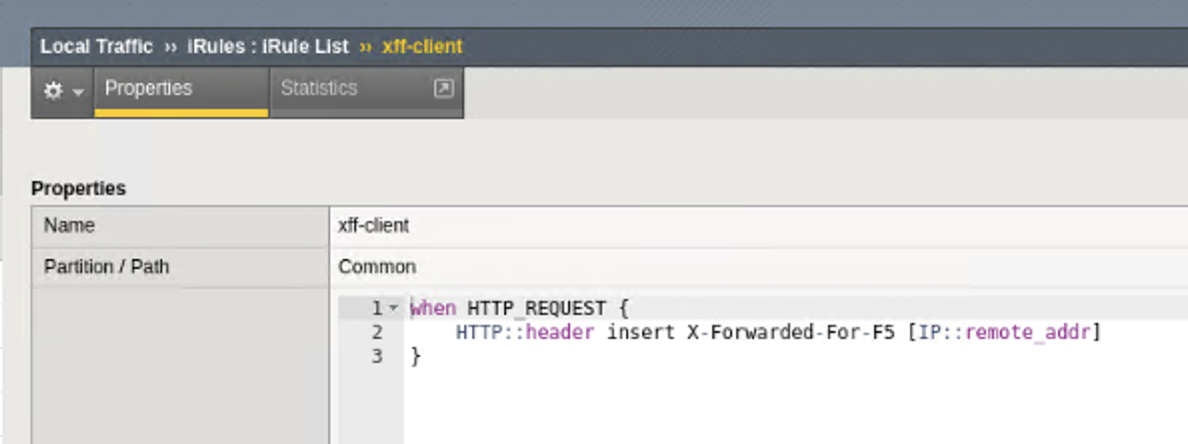 Local Traffic ›› iRules : iRule List ›› xff-client
Properties Statistics
Properties
Name xff-client
Partition / Path Common
1 when HTTP_REQUEST {
2 HTTP::header insert X-Forwarded-For-F5 [IP::remote_addr]
3 }